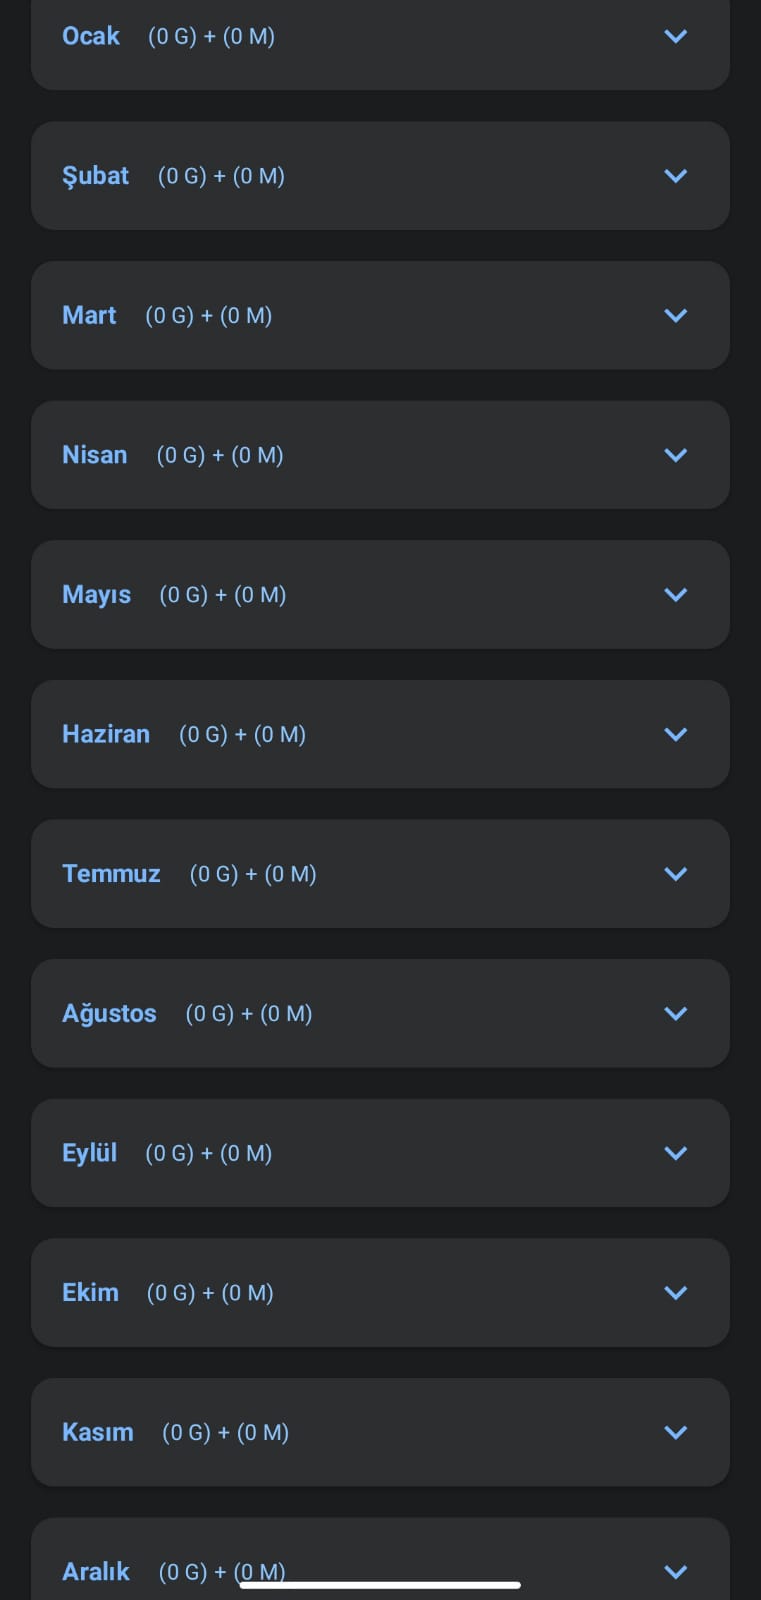 Ocak (0 G) + (0 M)
Şubat (0 G) + (0 M)
Mart (0 G) + (0 M)
Nisan (0 G) + (0 M)
Mayıs (0 G) + (0 M)
Haziran (0 G) + (0 M)
Temmuz (0 G) + (0 M)
Ağustos (0 G) + (0 M)
Eylül (0 G) + (0 M)
Ekim (0 G) + (0 M)
Kasım (0 G) + (0 M)
Aralık (0 G) + (0 M)